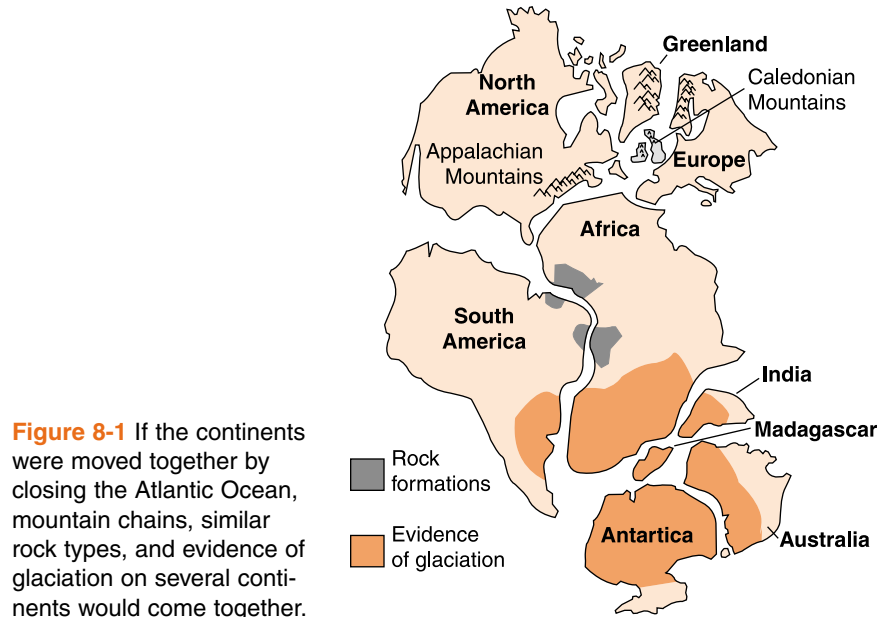 Greenland
Caledonian
Mountains
North
America
Appalachian
Mountains
Europe
Africa
South
America
India
Madagascar
Rock
formations
Evidence
of glaciation
Antartica
Australia
Figure 8-1 If the continents
were moved together by
closing the Atlantic Ocean,
mountain chains, similar
rock types, and evidence of
glaciation on several conti-
nents would come together.